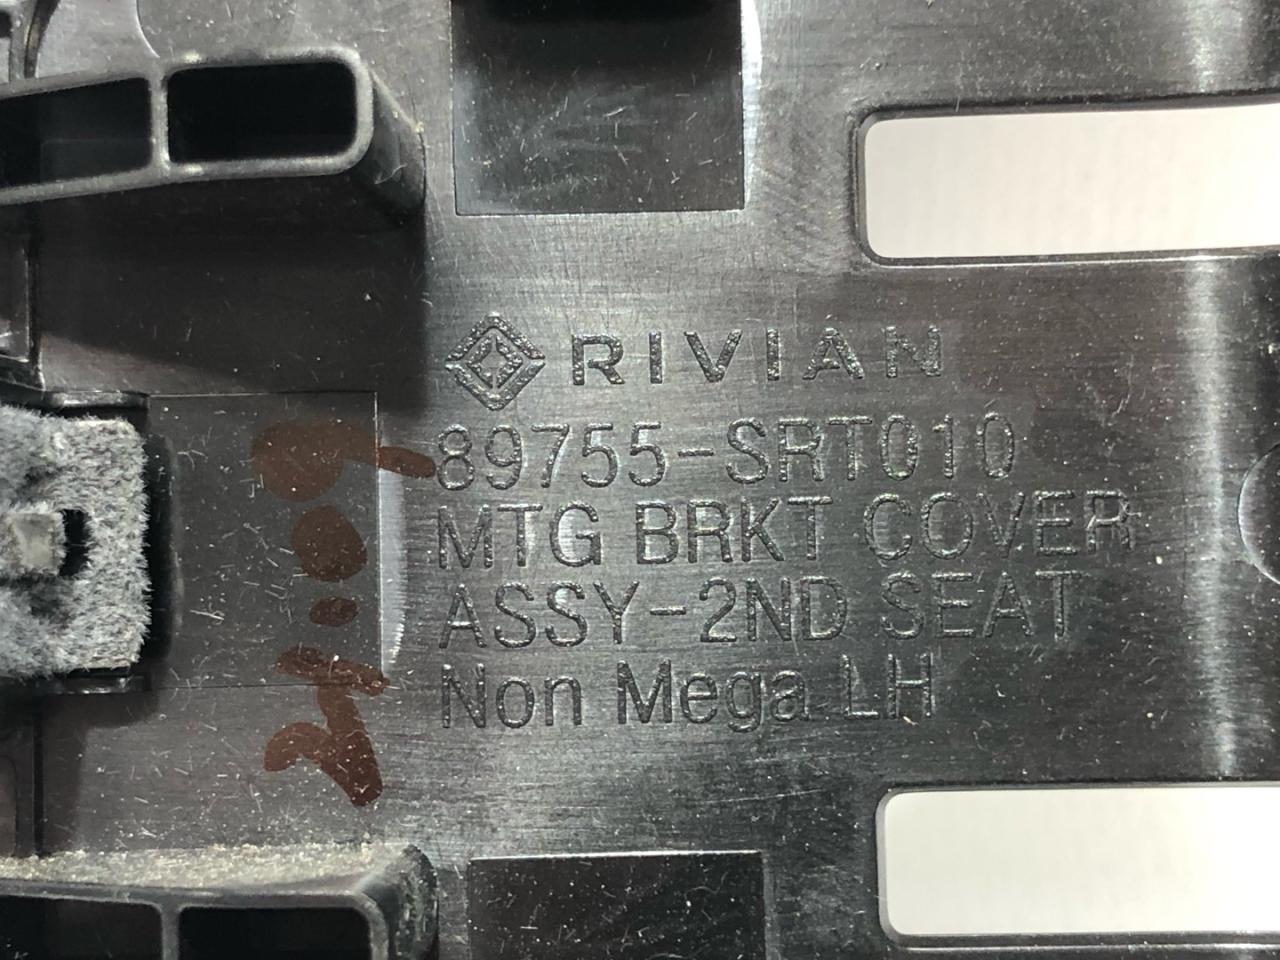 RIVIAN
89755-SRT010
MTG BRKT COVER
ASSY-2ND SEAT
Non Mega LH